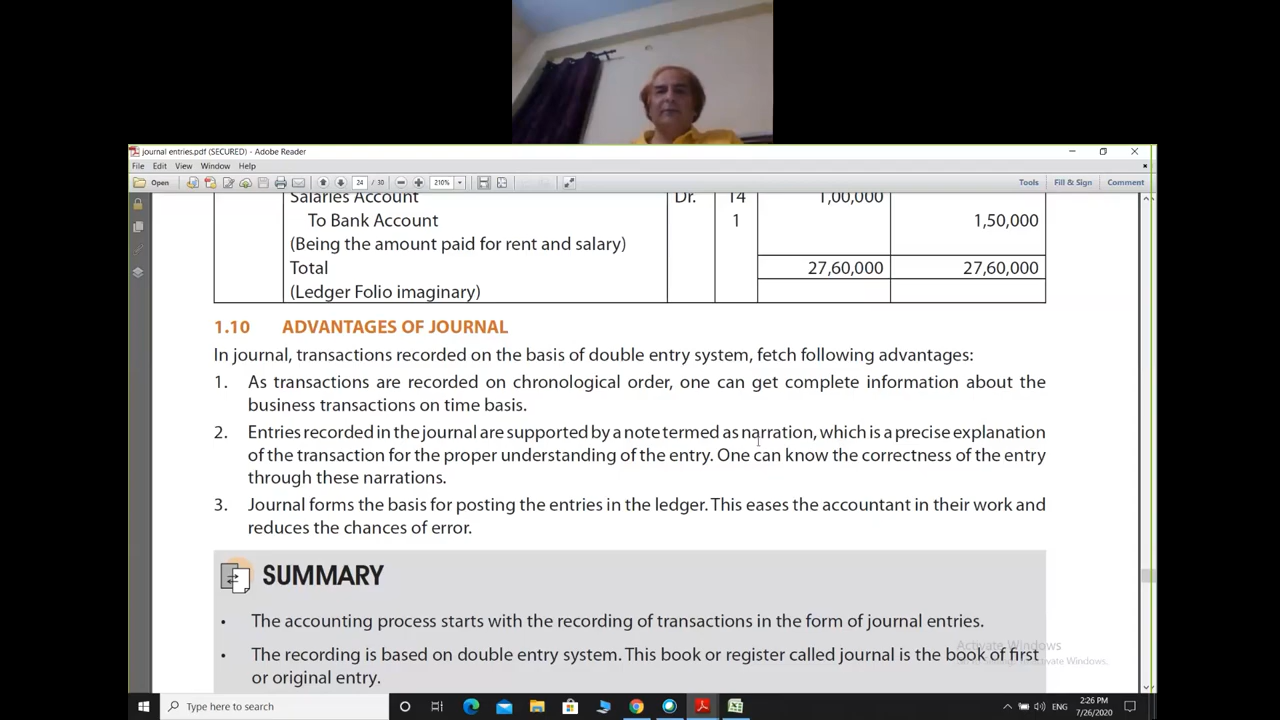 journal entries.pdf (SECURED) - Adobe Reader
File Edit View Window Help
Open 24 / 30 210% Tools Fill & Sign Comment
Salaries Account Dr. 14 1,00,000
To Bank Account 1 1,50,000
(Being the amount paid for rent and salary)
Total 27,60,000 27,60,000
(Ledger Folio imaginary)
1.10 ADVANTAGES OF JOURNAL
In journal, transactions recorded on the basis of double entry system, fetch following advantages:
1. As transactions are recorded on chronological order, one can get complete information about the
business transactions on time basis.
2. Entries recorded in the journal are supported by a note termed as narration, which is a precise explanation
of the transaction for the proper understanding of the entry. One can know the correctness of the entry
through these narrations.
3. Journal forms the basis for posting the entries in the ledger. This eases the accountant in their work and
reduces the chances of error.
SUMMARY
• The accounting process starts with the recording of transactions in the form of journal entries.
Activate Windows
• The recording is based on double entry system. This book or register called journal is the book of first
or original entry.
Type here to search
ENG
2:26 PM
7/26/2020